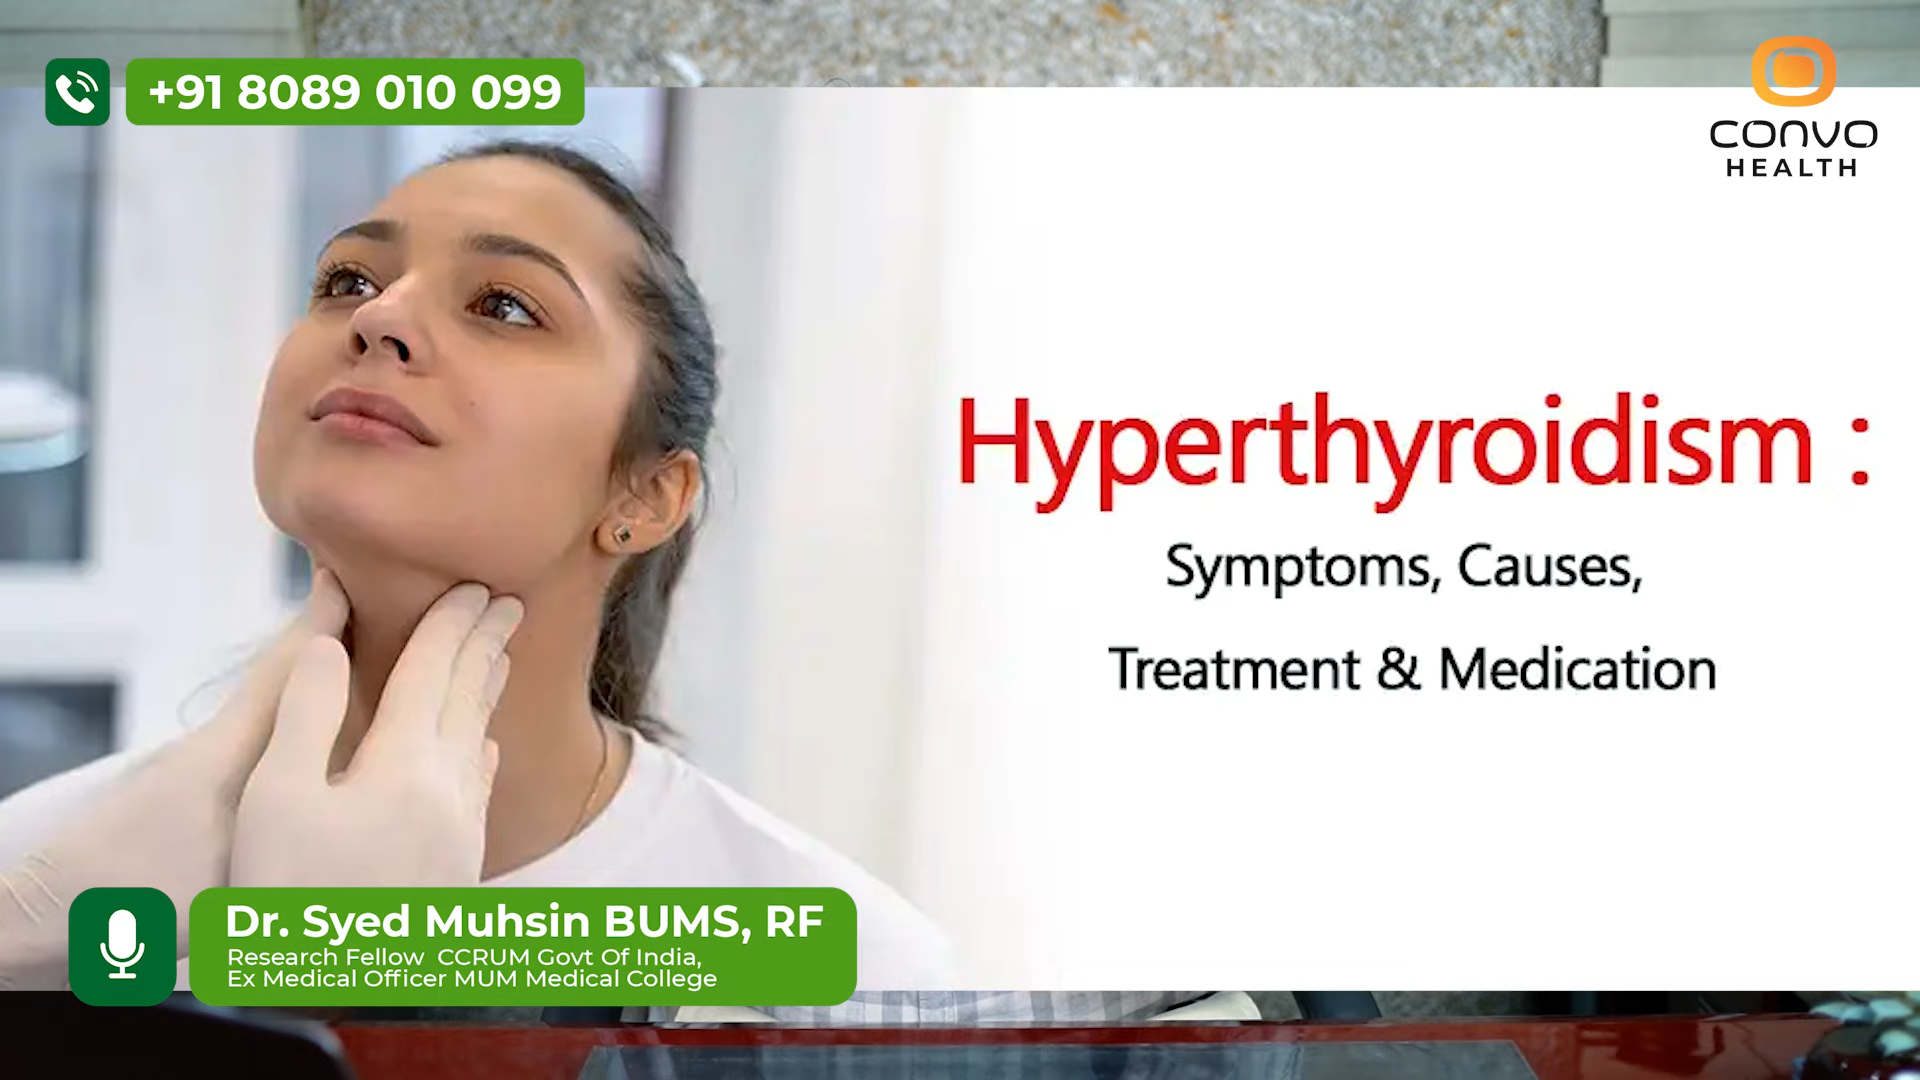 +91 8089 010 099
CONVO
HEALTH
Hyperthyroidism :
Symptoms, Causes,
Treatment & Medication
Dr. Syed Muhsin BUMS, RF
Research Fellow CCRUM Govt Of India,
Ex Medical Officer MUM Medical College